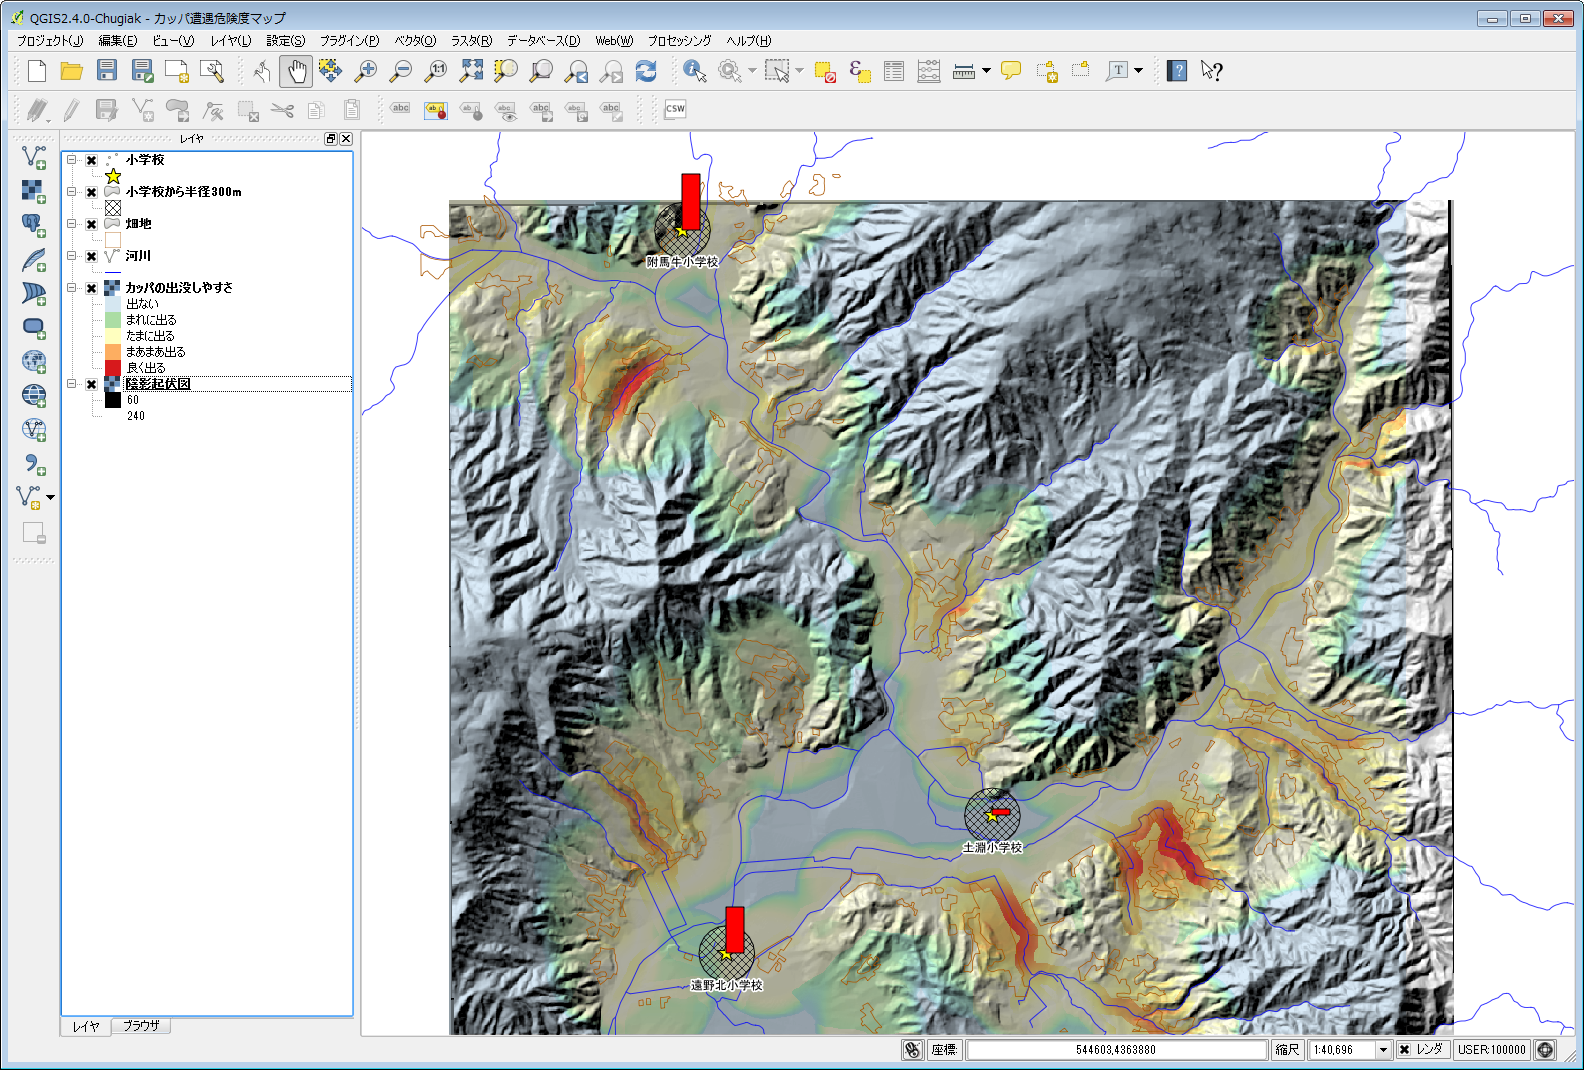 QGIS2.4.0-Chugiak - カッパ遭遇危険度マップ
プロジェクト(J) 編集(E) ビュー(V) レイヤ(L) 設定(S) プラグイン(P) ベクタ(O) ラスタ(R) データベース(D) Web(W) プロセッシング ヘルプ(H)
1:1
ε
T
?
?
abc abc abc abc abc abc
CSW
レイヤ
小学校
小学校から半径300m
畑地
河川
カッパの出没しやすさ
出ない
まれに出る
たまに出る
まあまあ出る
良く出る
陰影起伏図
60
240
附馬牛小学校
土淵小学校
遠野北小学校
レイヤ ブラウザ
座標: 544603,4363880 縮尺 1:40,696 レンダ USER:100000